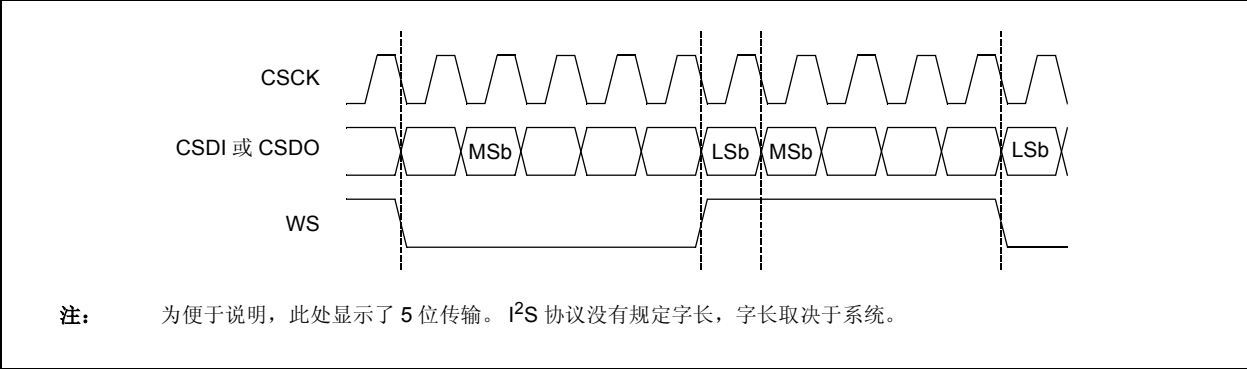 CSCK
CSDI 或 CSDO
MSb
LSb
MSb
LSb
WS
注： 为便于说明，此处显示了 5 位传输。 I²S 协议没有规定字长，字长取决于系统。